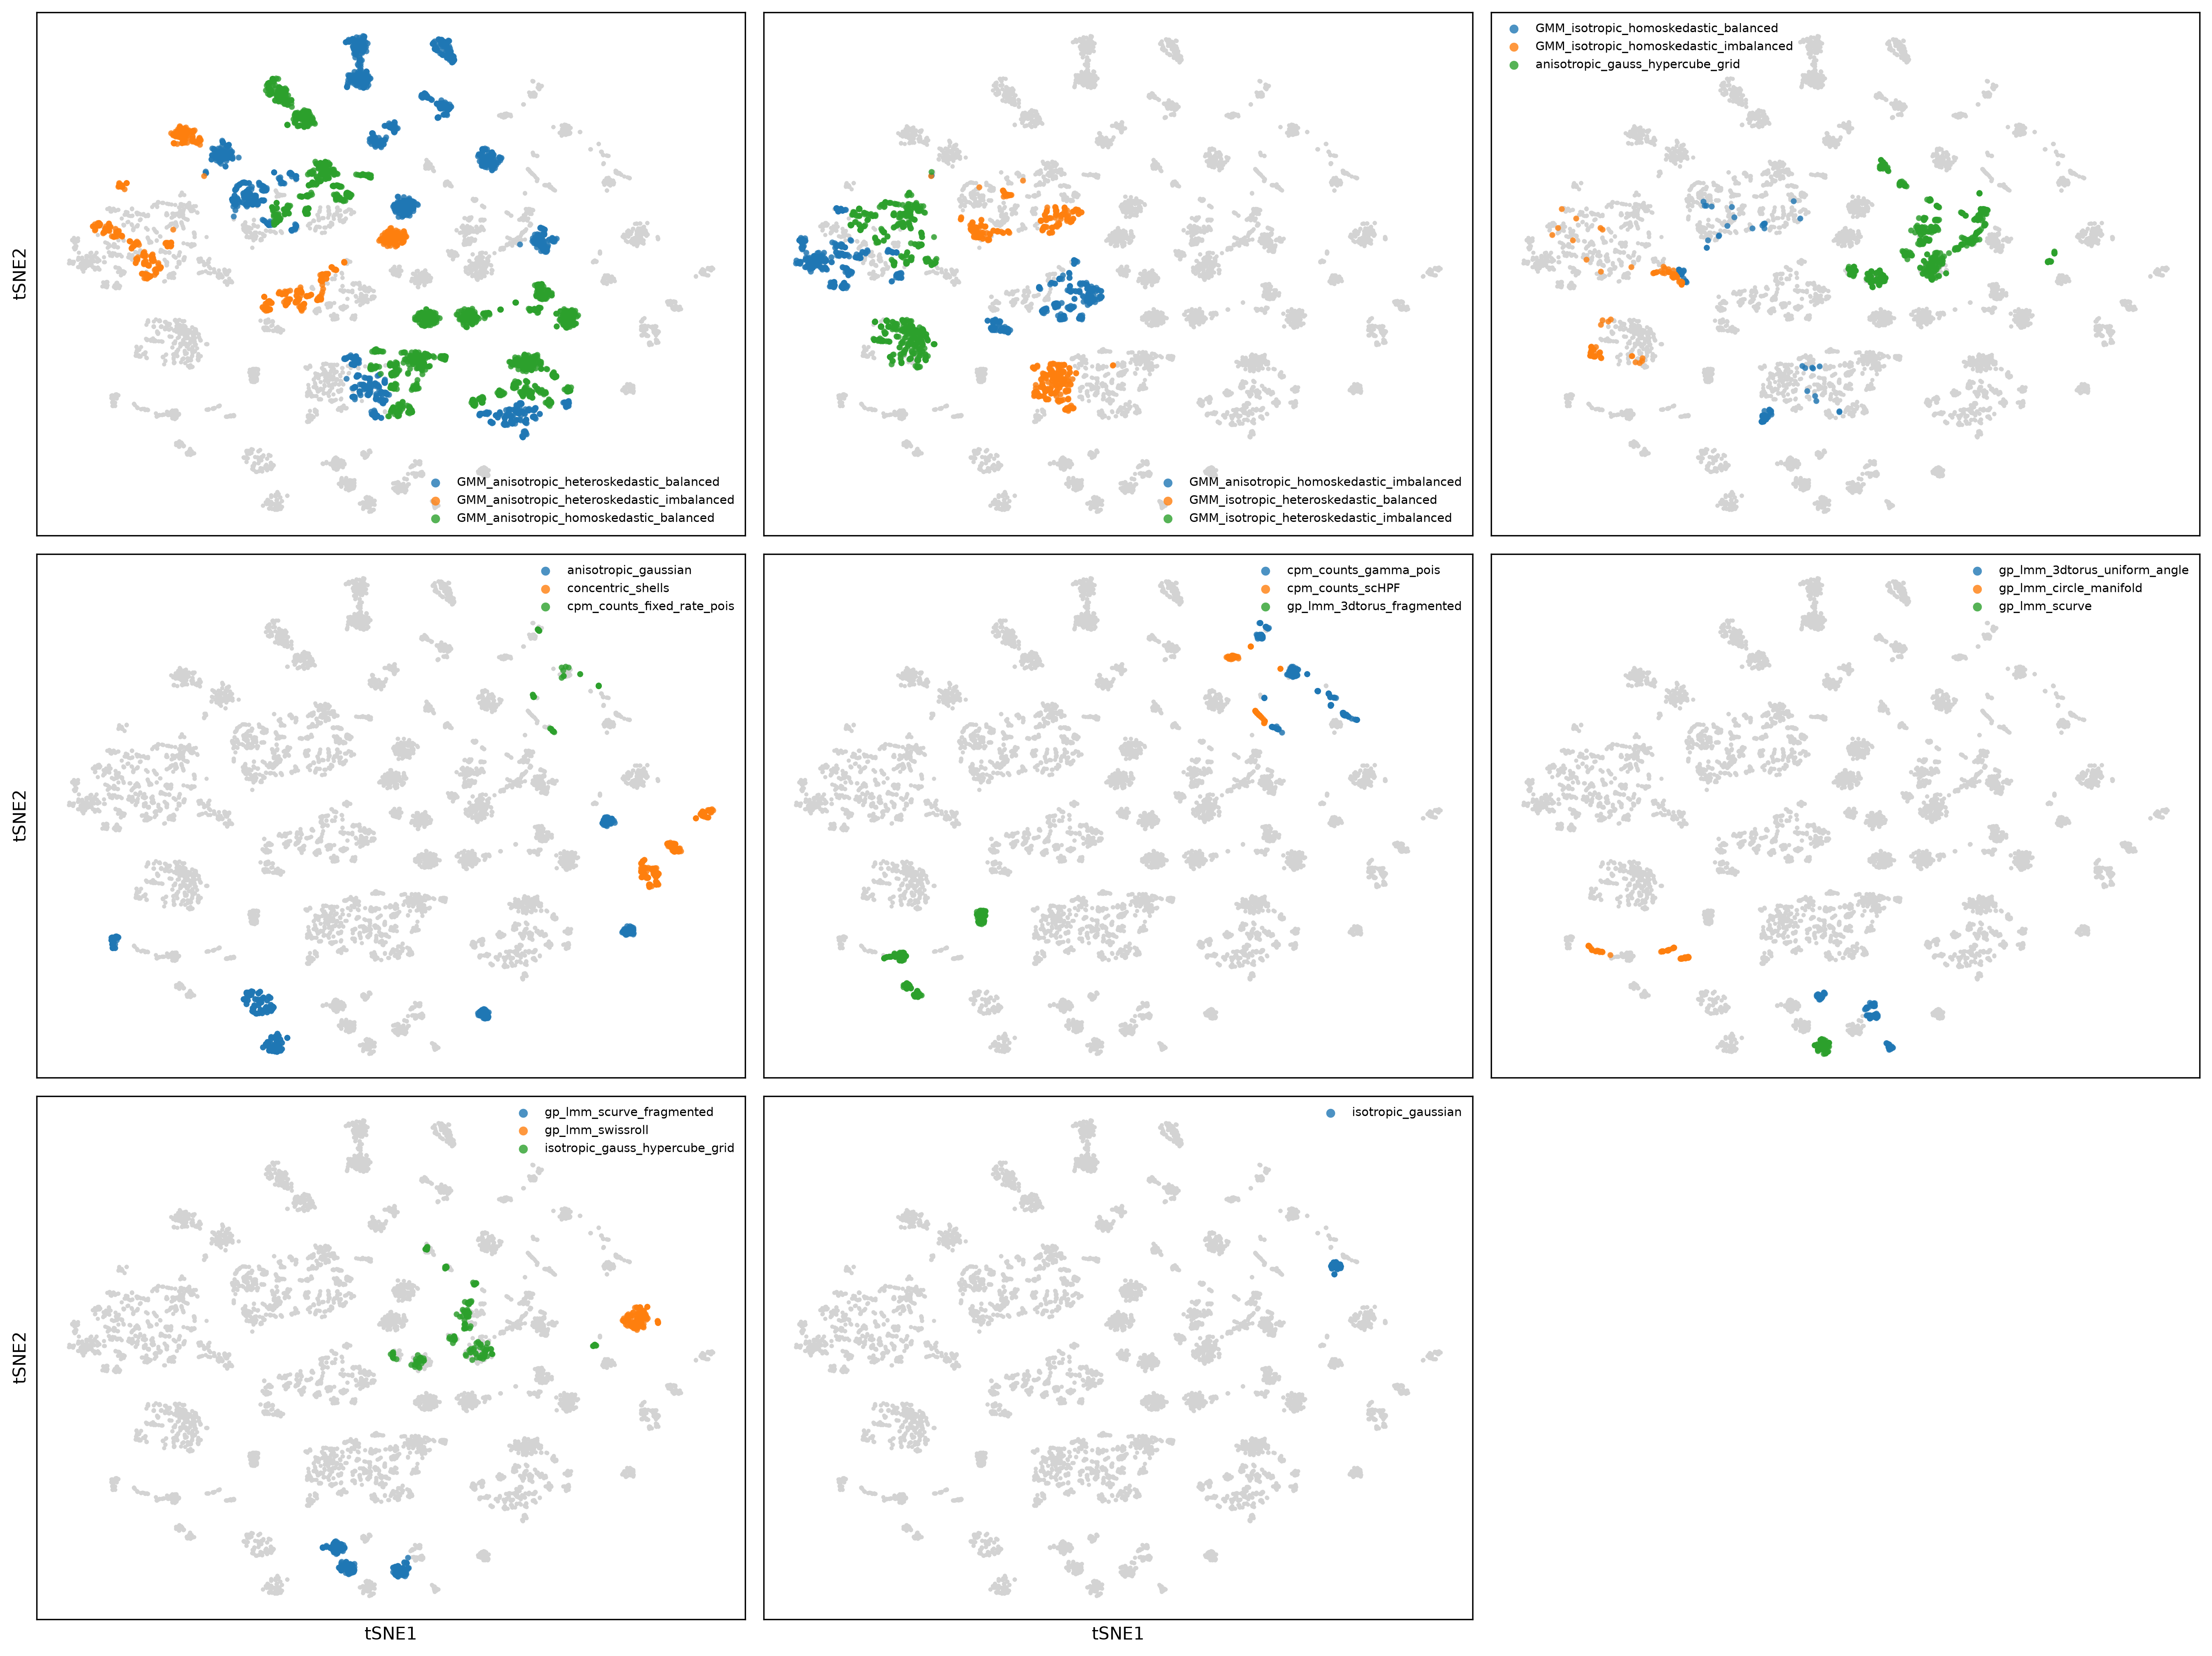 GMM_isotropic_homoskedastic_balanced
GMM_isotropic_homoskedastic_imbalanced
anisotropic_gauss_hypercube_grid
tSNE2
GMM_anisotropic_heteroskedastic_balanced
GMM_anisotropic_heteroskedastic_imbalanced
GMM_anisotropic_homoskedastic_balanced
GMM_anisotropic_homoskedastic_imbalanced
GMM_isotropic_heteroskedastic_balanced
GMM_isotropic_heteroskedastic_imbalanced
anisotropic_gaussian
concentric_shells
cpm_counts_fixed_rate_pois
cpm_counts_gamma_pois
cpm_counts_scHPF
gp_lmm_3dtorus_fragmented
gp_lmm_3dtorus_uniform_angle
gp_lmm_circle_manifold
gp_lmm_scurve
tSNE2
gp_lmm_scurve_fragmented
gp_lmm_swissroll
isotropic_gauss_hypercube_grid
isotropic_gaussian
tSNE2
tSNE1
tSNE1